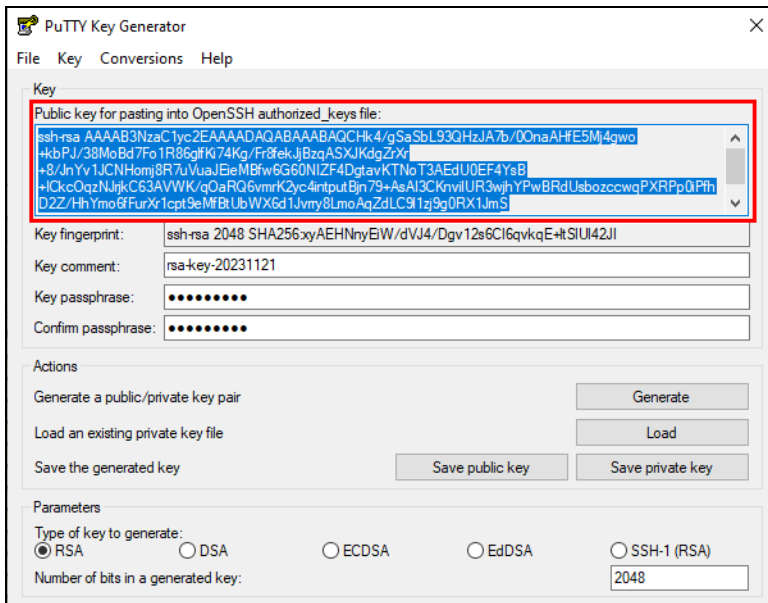 PuTTY Key Generator
File Key Conversions Help
Key
Public key for pasting into OpenSSH authorized_keys file:
ssh-rsa AAAAB3NzaC1yc2EAAAADAQABAAABAQCHk4/gSaSbL93QHzJA7b/0OnaAHfE5Mj4gwo
+kbPJ/38MoBd7Fo1R86glfKi74Kg/Fr8fekJjBzqASXJKdgZrXr
+8/JnYv1JCNHomj8R7uVuaJEieMBfw6G60NIZF4DgtavKTNoT3AEdU0EF4YsB
+lCkcOqzNJrjkC63AVWK/qOaRQ6vmrK2yc4intputBjn79+AsAI3CKnvilUR3wjhYPwBRdUsbozccwqPXRPp0iPfh
D2Z/HhYmo6fFurXr1cpt9eMfBtUbWX6d1Jvrry8LmoAqZdLC9I1zj9g0RX1JmS
Key fingerprint: ssh-rsa 2048 SHA256:xyAEHNnyEiW/dVJ4/Dgv12s6CI6qvkqE+ltSIUI42JI
Key comment: rsa-key-20231121
Key passphrase: ●●●●●●●●●
Confirm passphrase: ●●●●●●●●●
Actions
Generate a public/private key pair Generate
Load an existing private key file Load
Save the generated key Save public key Save private key
Parameters
Type of key to generate:
RSA DSA ECDSA EdDSA SSH-1 (RSA)
Number of bits in a generated key: 2048